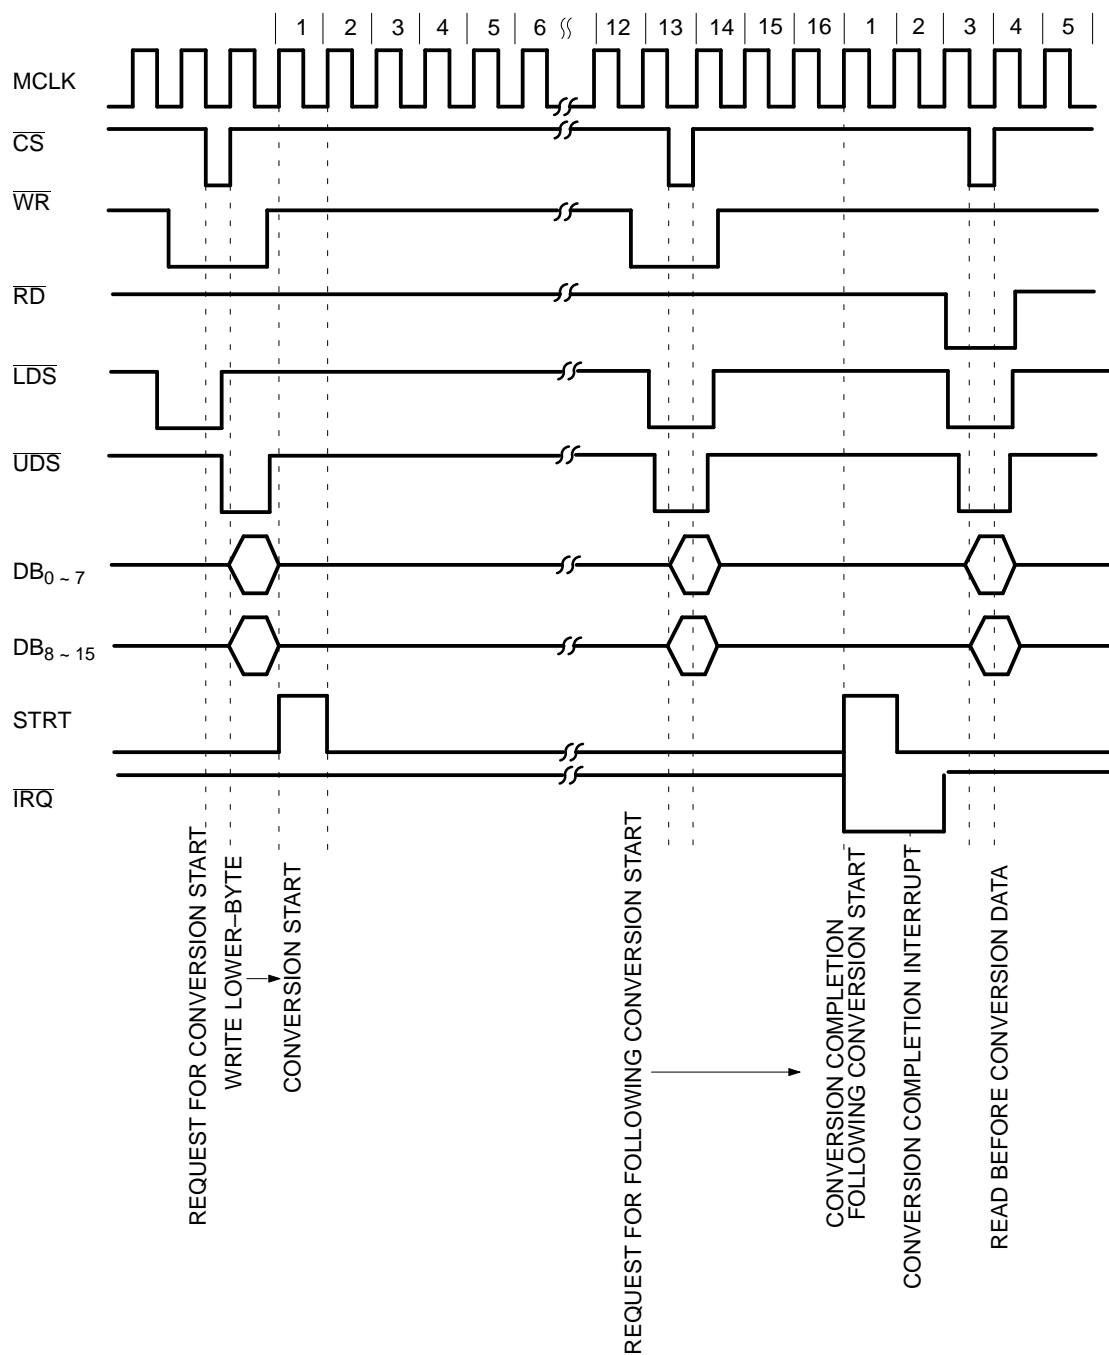 1 2 3 4 5 6 12 13 14 15 16 1 2 3 4 5
MCLK
CS
WR
RD
LDS
UDS
DB0 ~ 7
DB8 ~ 15
STRT
IRQ
REQUEST FOR CONVERSION START
WRITE LOWER–BYTE
CONVERSION START
REQUEST FOR FOLLOWING CONVERSION START
CONVERSION COMPLETION
FOLLOWING CONVERSION START
CONVERSION COMPLETION INTERRUPT
READ BEFORE CONVERSION DATA